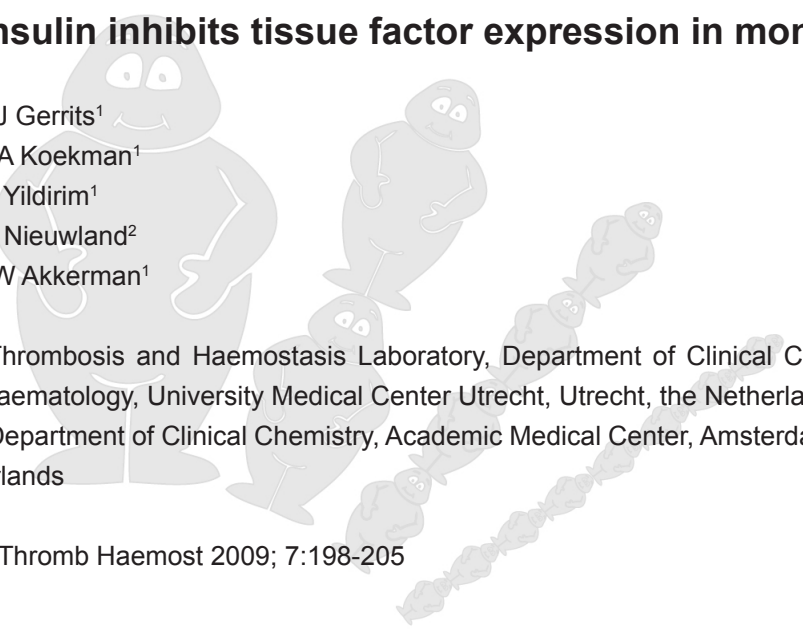 nsulin inhibits tissue factor expression in mo
J Gerrits¹
A Koekman¹
Yildirim¹
Nieuwland²
W Akkerman¹
Thrombosis and Haemostasis Laboratory, Department of Clinical C
aematology, University Medical Center Utrecht, Utrecht, the Netherla
Department of Clinical Chemistry, Academic Medical Center, Amsterda
lands
Thromb Haemost 2009; 7:198-205